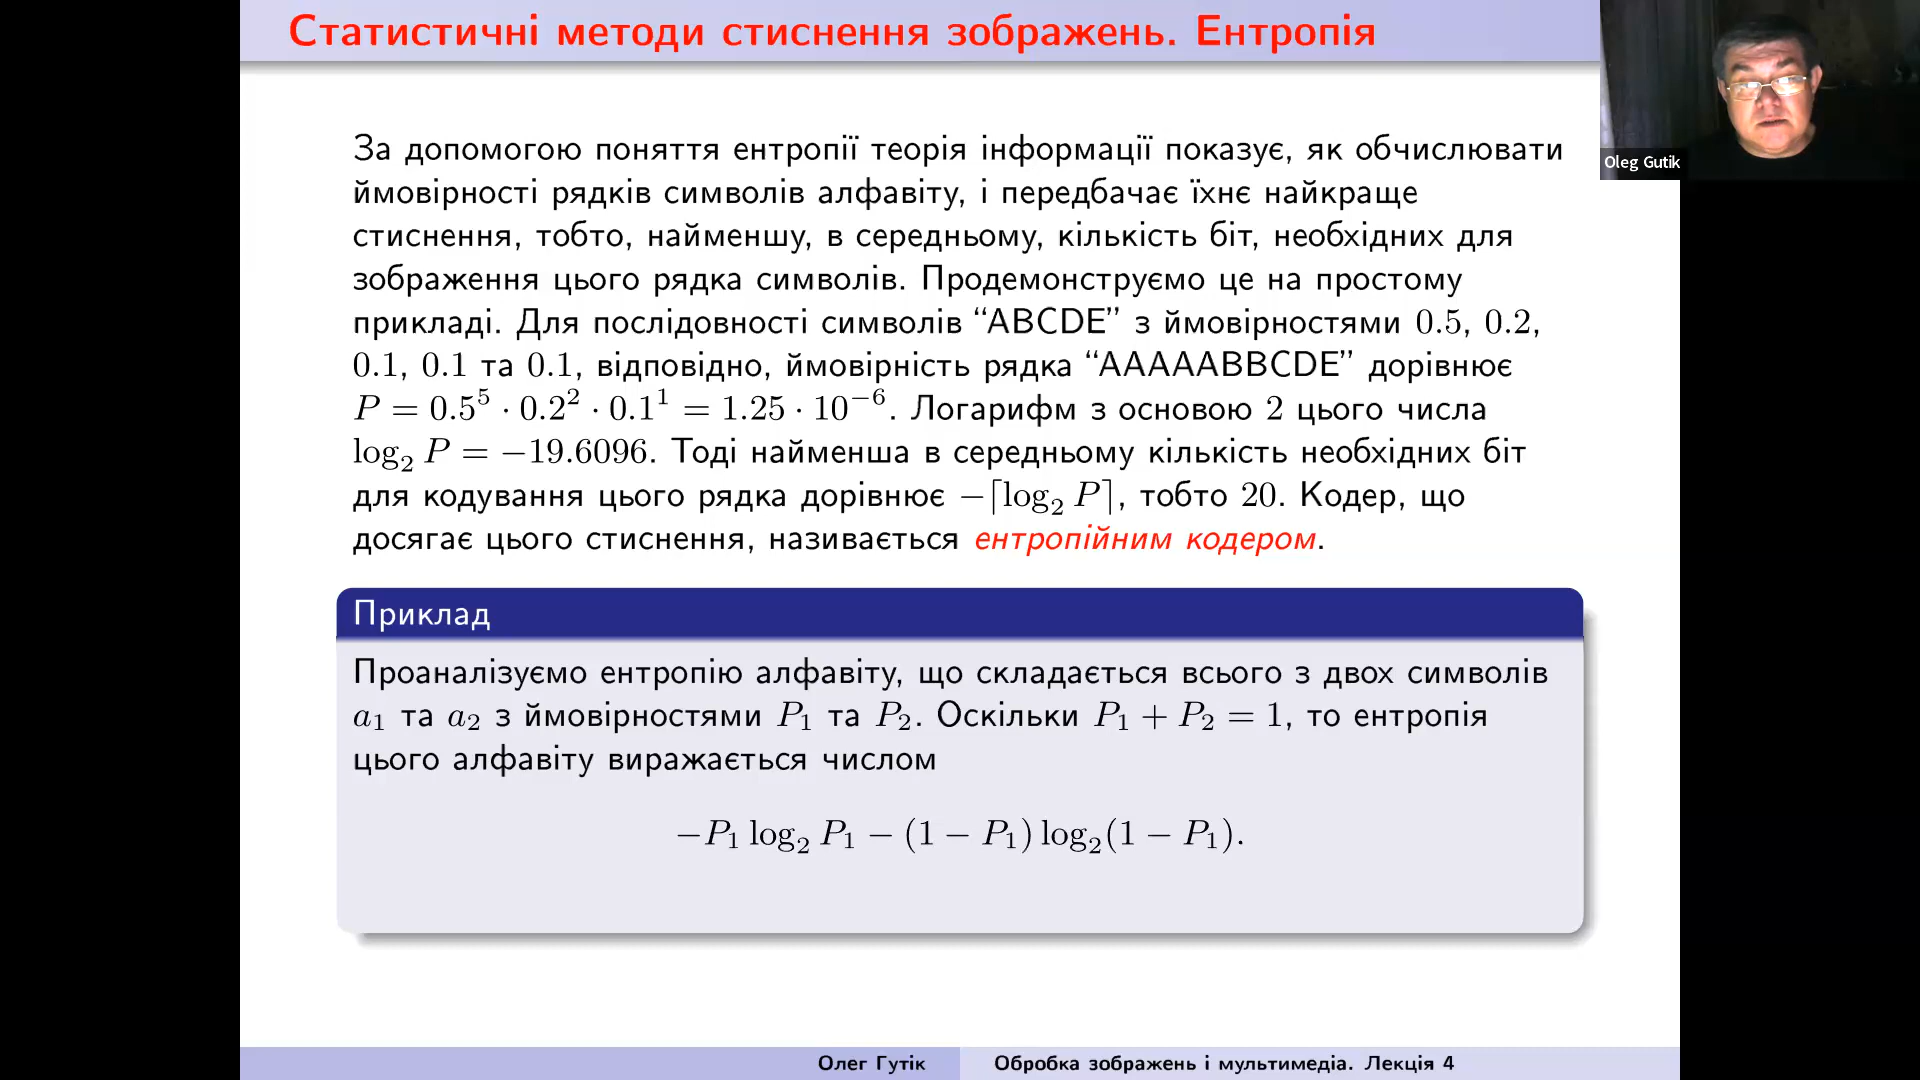 Статистичні методи стиснення зображень. Ентропія
За допомогою поняття ентропії теорія інформації показує, як обчислювати
ймовірності рядків символів алфавіту, і передбачає їхнє найкраще
стиснення, тобто, найменшу, в середньому, кількість біт, необхідних для
зображення цього рядка символів. Продемонструємо це на простому
прикладі. Для послідовності символів “ABCDE” з ймовірностями 0.5, 0.2,
0.1, 0.1 та 0.1, відповідно, ймовірність рядка “AAAAABBCDE” дорівнює
P = 0.5⁵ · 0.2² · 0.1¹ = 1.25 · 10⁻⁶. Логарифм з основою 2 цього числа
log₂ P = −19.6096. Тоді найменша в середньому кількість необхідних біт
для кодування цього рядка дорівнює −⌈log₂ P⌉, тобто 20. Кодер, що
досягає цього стиснення, називається ентропійним кодером.
Приклад
Проаналізуємо ентропію алфавіту, що складається всього з двох символів
a₁ та a₂ з ймовірностями P₁ та P₂. Оскільки P₁ + P₂ = 1, то ентропія
цього алфавіту виражається числом
−P₁ log₂ P₁ − (1 − P₁) log₂(1 − P₁).
Олег Гутік
Обробка зображень і мультимедіа. Лекція 4
Oleg Gutik